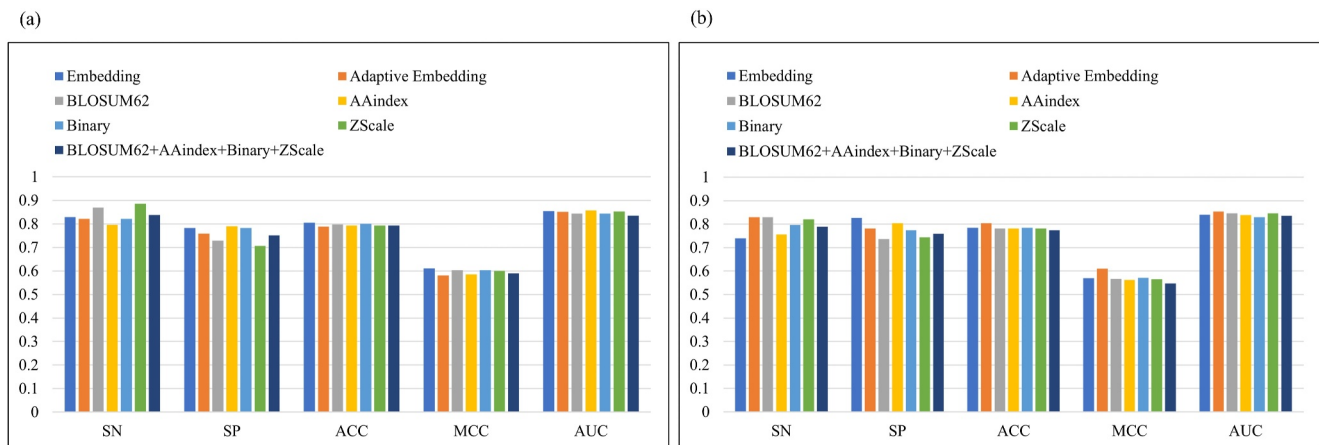 (a)
Embedding Adaptive Embedding
BLOSUM62 AAindex
Binary ZScale
BLOSUM62+AAindex+Binary+ZScale
1
0.9
0.8
0.7
0.6
0.5
0.4
0.3
0.2
0.1
0
SN SP ACC MCC AUC
(b)
Embedding Adaptive Embedding
BLOSUM62 AAindex
Binary ZScale
BLOSUM62+AAindex+Binary+ZScale
1
0.9
0.8
0.7
0.6
0.5
0.4
0.3
0.2
0.1
0
SN SP ACC MCC AUC